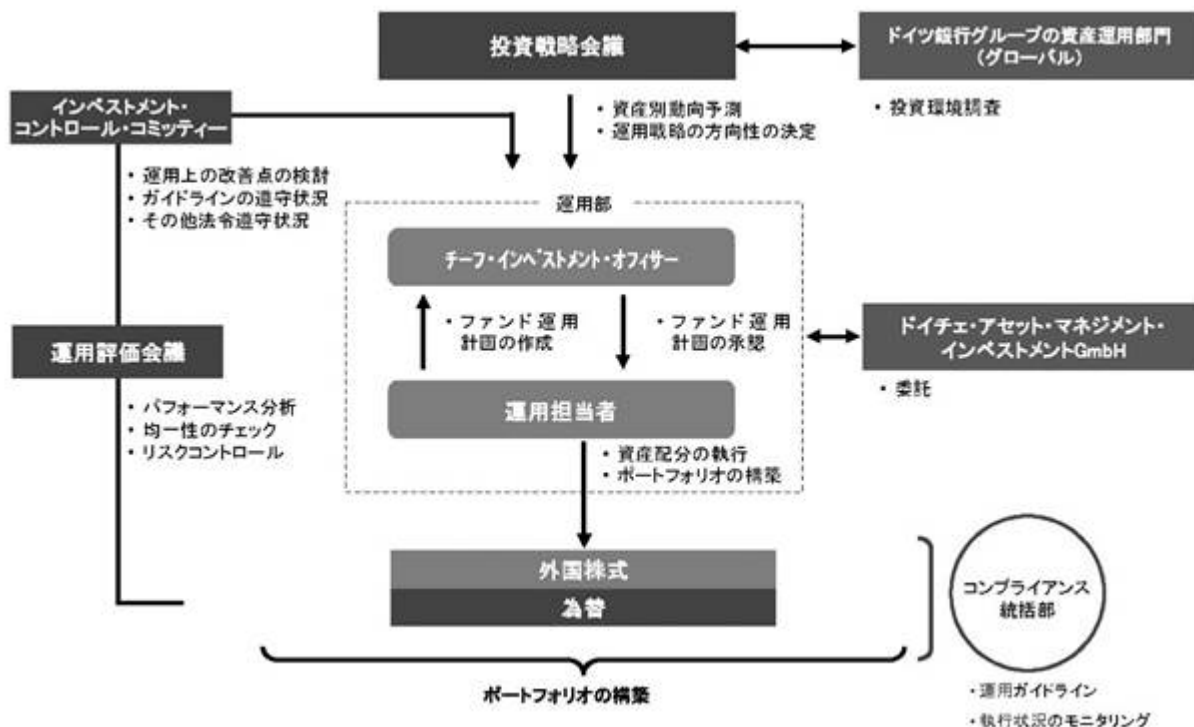 投資戦略会議
ドイツ銀行グループの資産運用部門
(グローバル)
・投資環境調査
・資産別動向予測
・運用戦略の方向性の決定
インベストメント・
コントロール・コミッティー
・運用上の改善点の検討
・ガイドラインの遵守状況
・その他法令遵守状況
運用部
チーフ・インベストメント・オフィサー
・ファンド運用
計画の作成
・ファンド運用
計画の承認
ドイチェ・アセット・マネジメント・
インベストメントGmbH
・委託
運用評価会議
・パフォーマンス分析
・均一性のチェック
・リスクコントロール
運用担当者
・資産配分の執行
・ポートフォリオの構築
外国株式
為替
コンプライアンス
統括部
ポートフォリオの構築
・運用ガイドライン
・執行状況のモニタリング